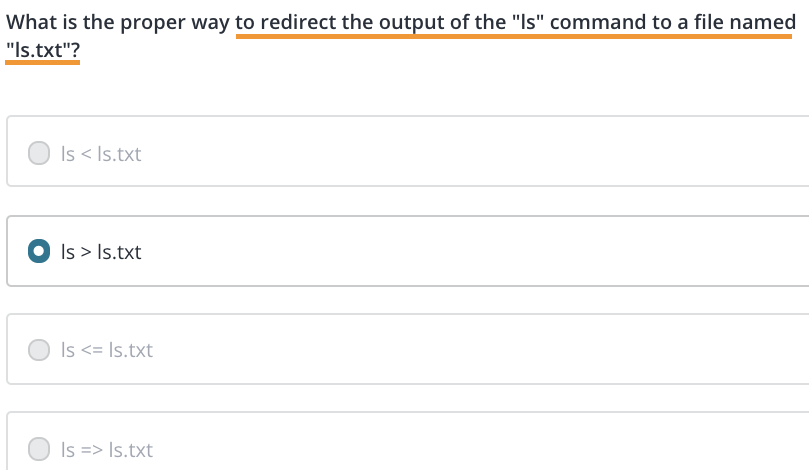 What is the proper way to redirect the output of the "ls" command to a file named
"ls.txt"?
ls < ls.txt
ls > ls.txt
ls <= ls.txt
ls => ls.txt